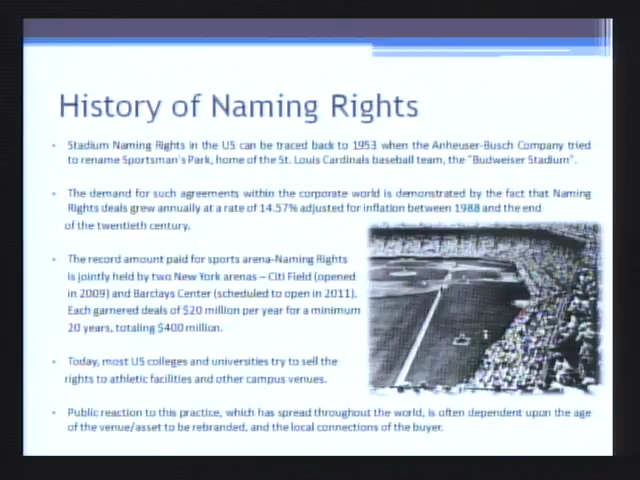 History of Naming Rights
Stadium Naming Rights in the US can be traced back to 1953 when the Anheuser-Busch Company tried
to rename Sportsman's Park, home of the St. Louis Cardinals baseball team, the "Budweiser Stadium".
The demand for such agreements within the corporate world is demonstrated by the fact that Naming
Rights deals grew annually at a rate of 14.57% adjusted for inflation between 1988 and the end
of the twentieth century.
The record amount paid for sports arena-Naming Rights
is jointly held by two New York arenas – Citi Field (opened
in 2009) and Barclays Center (scheduled to open in 2011).
Each garnered deals of $20 million per year for a minimum
20 years, totaling $400 million.
Today, most US colleges and universities try to sell the
rights to athletic facilities and other campus venues.
Public reaction to this practice, which has spread throughout the world, is often dependent upon the age
of the venue/asset to be rebranded, and the local connections of the buyer.